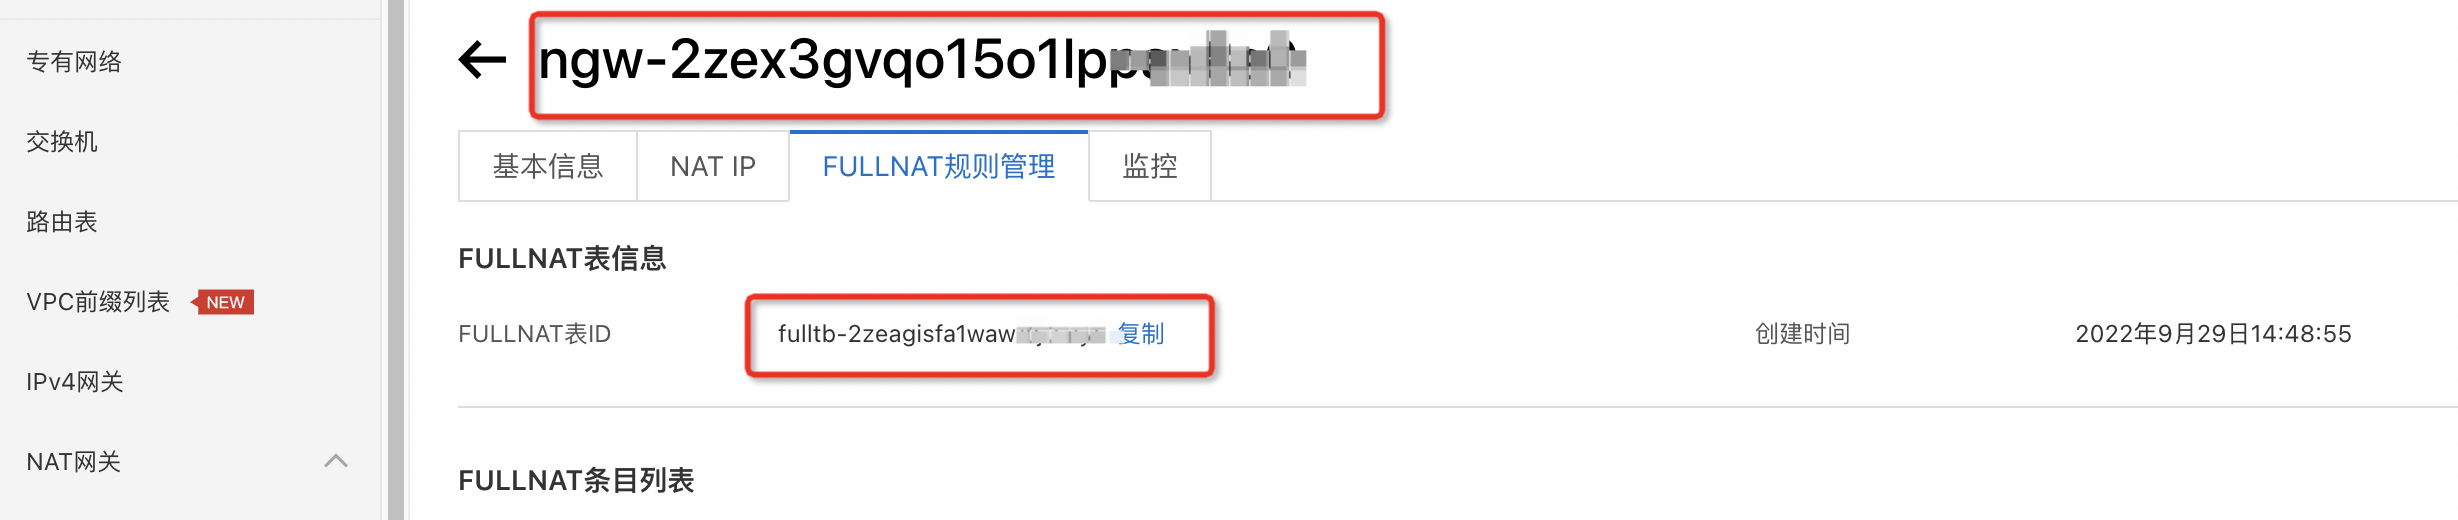 专有网络
交换机
路由表
VPC前缀列表 NEW
IPv4网关
NAT网关
ngw-2zex3gvqo15o1lpp
基本信息
NAT IP
FULLNAT规则管理
监控
FULLNAT表信息
FULLNAT表ID
fulltb-2zeagisfa1waw
复制
创建时间
2022年9月29日14:48:55
FULLNAT条目列表